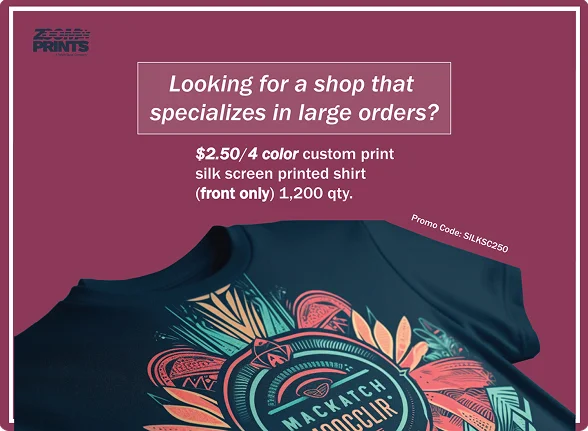 ZOOMIN
PRINTS
Looking for a shop that
specializes in large orders?
$2.50/4 color custom print
silk screen printed shirt
(front only) 1,200 qty.
Promo Code: SILKSC250
MACKATCH